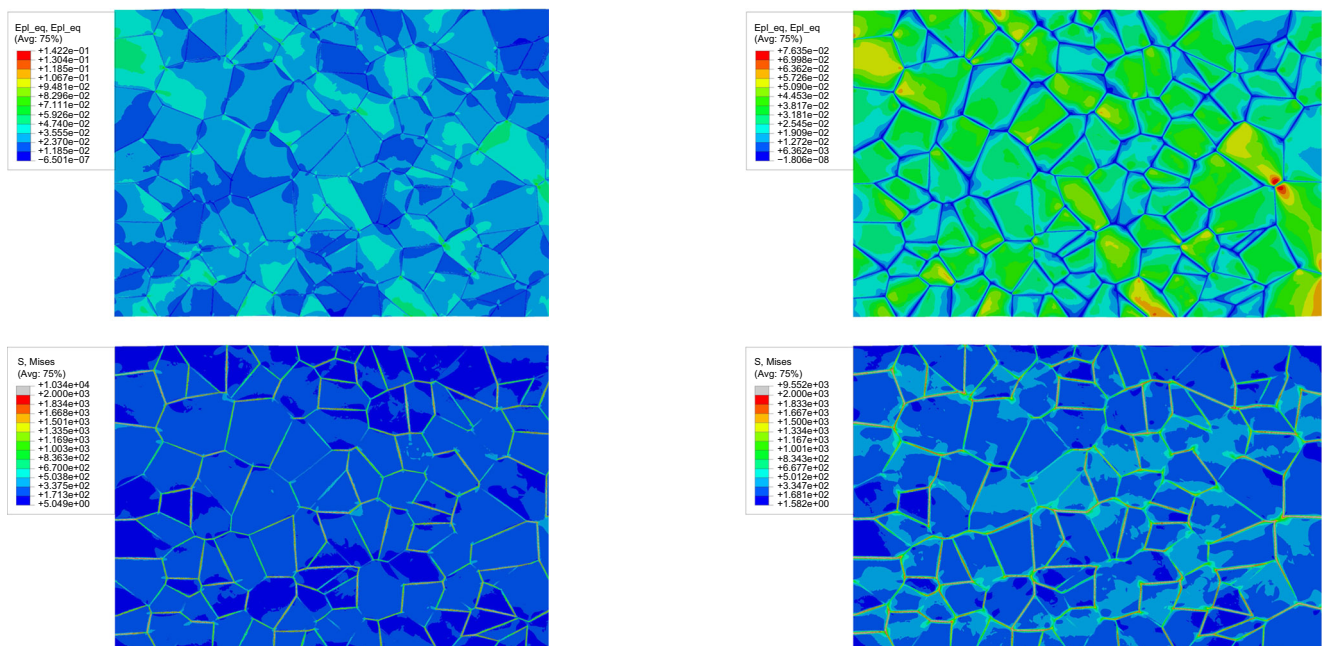 Epl_eq, Epl_eq
(Avg: 75%)
+1.422e−01
+1.304e−01
+1.185e−01
+1.067e−01
+9.481e−02
+8.296e−02
+7.111e−02
+5.926e−02
+4.740e−02
+3.555e−02
+2.370e−02
+1.185e−02
−6.501e−07
Epl_eq, Epl_eq
(Avg: 75%)
+7.635e−02
+6.998e−02
+6.362e−02
+5.726e−02
+5.090e−02
+4.453e−02
+3.817e−02
+3.181e−02
+2.545e−02
+1.909e−02
+1.272e−02
+6.362e−03
−1.806e−08
S, Mises
(Avg: 75%)
+1.034e+04
+2.000e+03
+1.834e+03
+1.668e+03
+1.501e+03
+1.335e+03
+1.169e+03
+1.003e+03
+8.362e+02
+6.700e+02
+5.038e+02
+3.375e+02
+1.713e+02
+5.049e+00
S, Mises
(Avg: 75%)
+9.552e+03
+2.000e+03
+1.833e+03
+1.667e+03
+1.500e+03
+1.334e+03
+1.167e+03
+1.001e+03
+8.343e+02
+6.677e+02
+5.012e+02
+3.347e+02
+1.681e+02
+1.582e+00